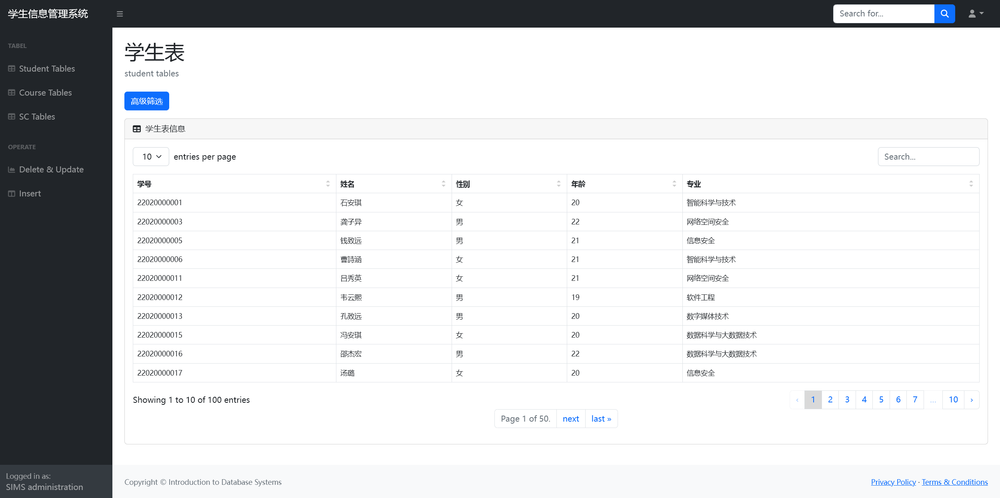 学生信息管理系统
Search for...
TABEL
Student Tables
Course Tables
SC Tables
OPERATE
Delete & Update
Insert
Logged in as:
SIMS administration
学生表
student tables
高级筛选
学生表信息
10 entries per page
Search...
学号 姓名 性别 年龄 专业
22020000001 石安琪 女 20 智能科学与技术
22020000003 龚子异 男 22 网络空间安全
22020000005 钱致远 男 21 信息安全
22020000006 曹詩涵 女 21 智能科学与技术
22020000011 吕秀英 女 21 网络空间安全
22020000012 韦云熙 男 19 软件工程
22020000013 孔致远 男 20 数字媒体技术
22020000015 冯安琪 女 20 数据科学与大数据技术
22020000016 邵杰宏 男 22 数据科学与大数据技术
22020000017 汤璐 女 20 信息安全
Showing 1 to 10 of 100 entries
‹ 1 2 3 4 5 6 7 … 10 ›
Page 1 of 50. next last »
Copyright © Introduction to Database Systems
Privacy Policy · Terms & Conditions